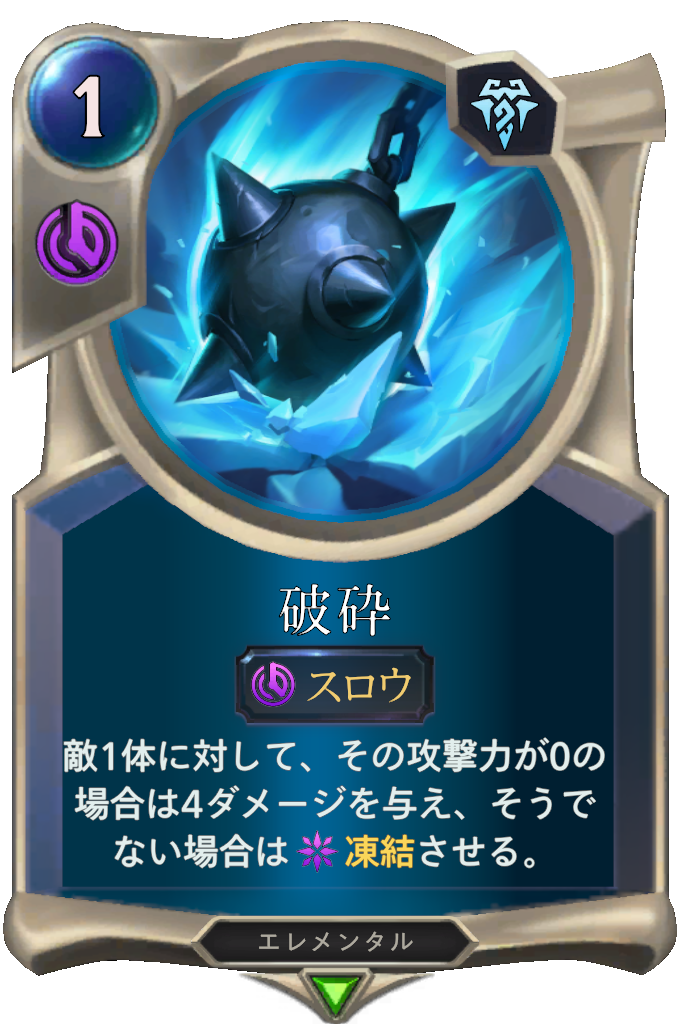 1
破砕
スロウ
敵1体に対して、その攻撃力が0の
場合は4ダメージを与え、そうで
ない場合は凍結させる。
エレメンタル